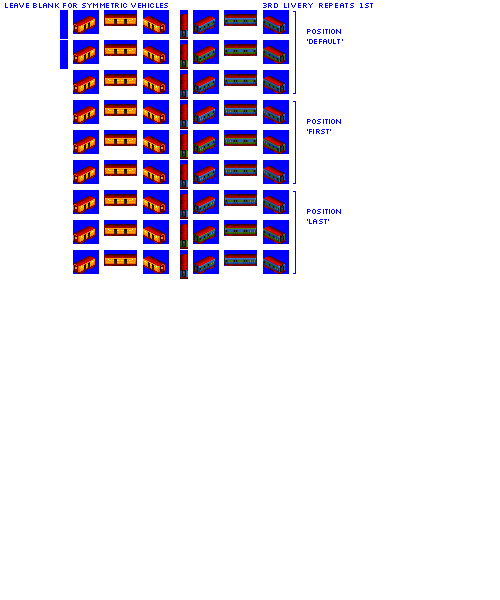 LEAVE BLANK FOR SYMMETRIC VEHICLES
3RD LIVERY REPEATS 1ST
POSITION
'DEFAULT'
POSITION
'FIRST'
POSITION
'LAST'